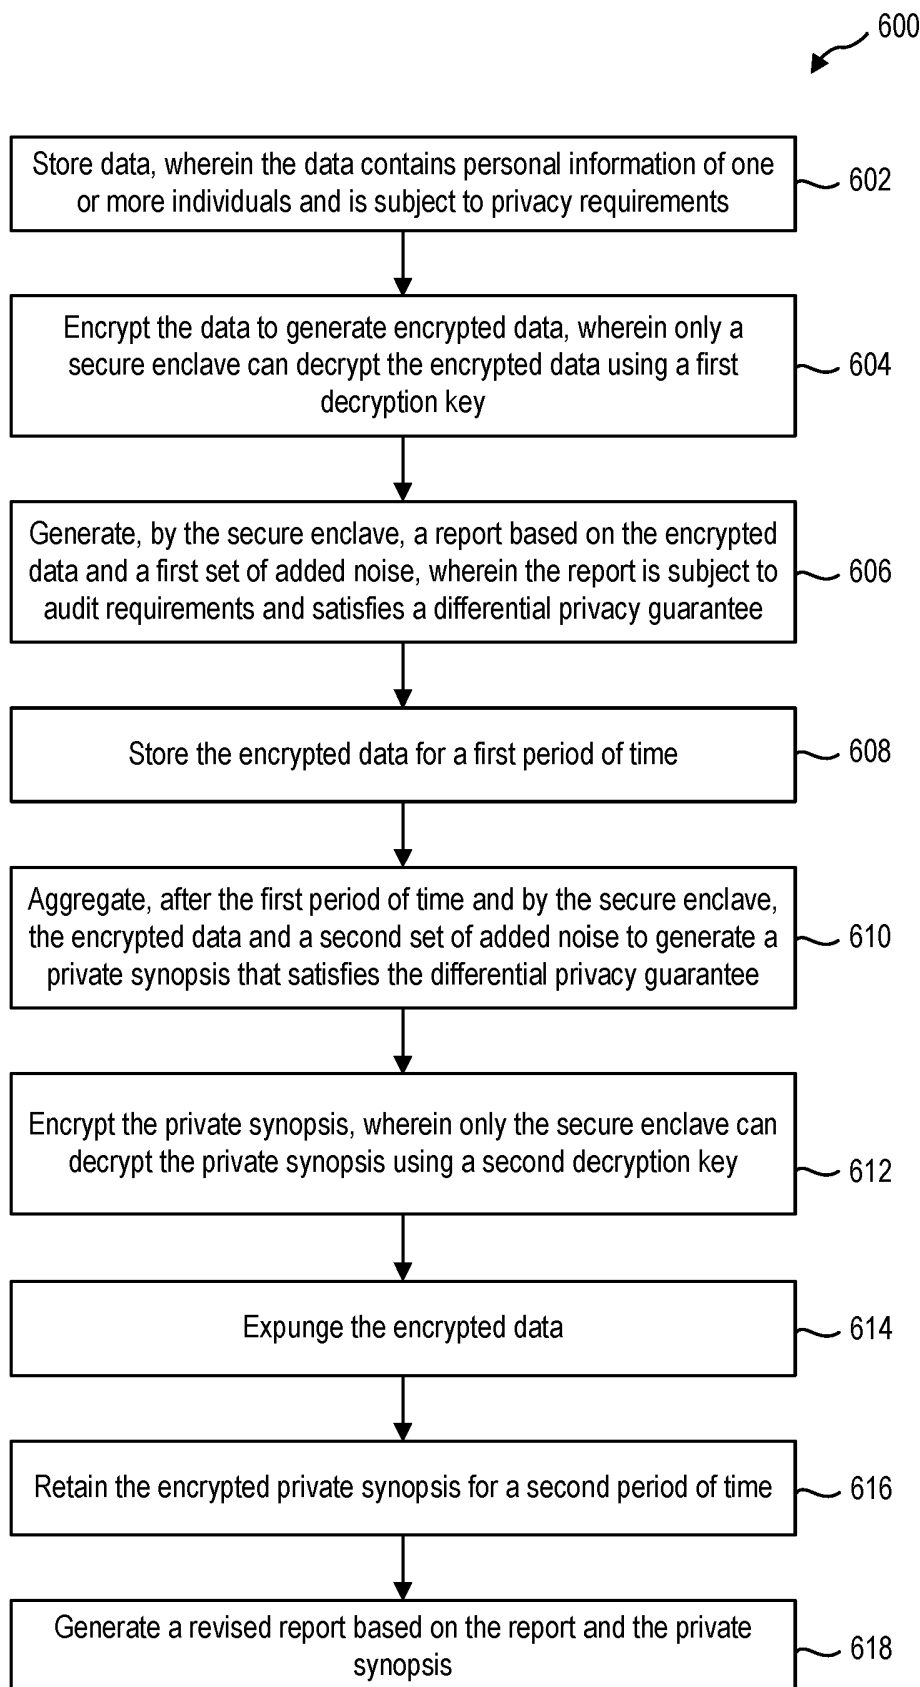 600
Store data, wherein the data contains personal information of one
or more individuals and is subject to privacy requirements
602
Encrypt the data to generate encrypted data, wherein only a
secure enclave can decrypt the encrypted data using a first
decryption key
604
Generate, by the secure enclave, a report based on the encrypted
data and a first set of added noise, wherein the report is subject to
audit requirements and satisfies a differential privacy guarantee
606
Store the encrypted data for a first period of time
608
Aggregate, after the first period of time and by the secure enclave,
the encrypted data and a second set of added noise to generate a
private synopsis that satisfies the differential privacy guarantee
610
Encrypt the private synopsis, wherein only the secure enclave can
decrypt the private synopsis using a second decryption key
612
Expunge the encrypted data
614
Retain the encrypted private synopsis for a second period of time
616
Generate a revised report based on the report and the private
synopsis
618